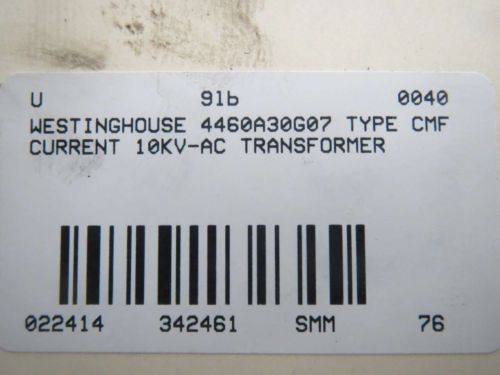 U 91b 0040
WESTINGHOUSE 4460A30G07 TYPE CMF
CURRENT 10KV-AC TRANSFORMER
022414 342461 SMM 76